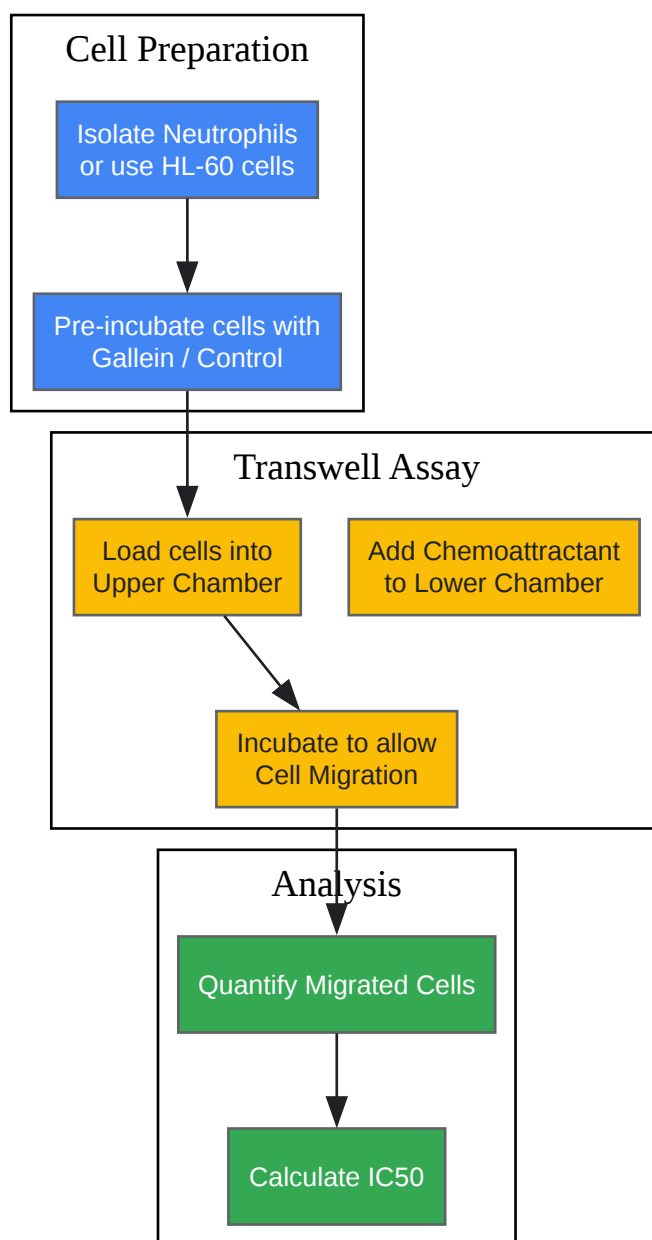 Cell Preparation
Isolate Neutrophils
or use HL-60 cells
Pre-incubate cells with
Gallein / Control
Transwell Assay
Load cells into
Upper Chamber
Add Chemoattractant
to Lower Chamber
Incubate to allow
Cell Migration
Analysis
Quantify Migrated Cells
Calculate IC50